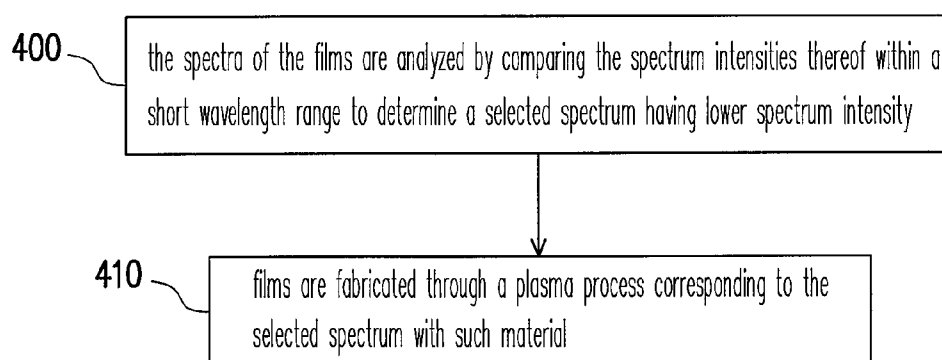 400
the spectra of the films are analyzed by comparing the spectrum intensities thereof within a
short wavelength range to determine a selected spectrum having lower spectrum intensity
410
films are fabricated through a plasma process corresponding to the
selected spectrum with such material